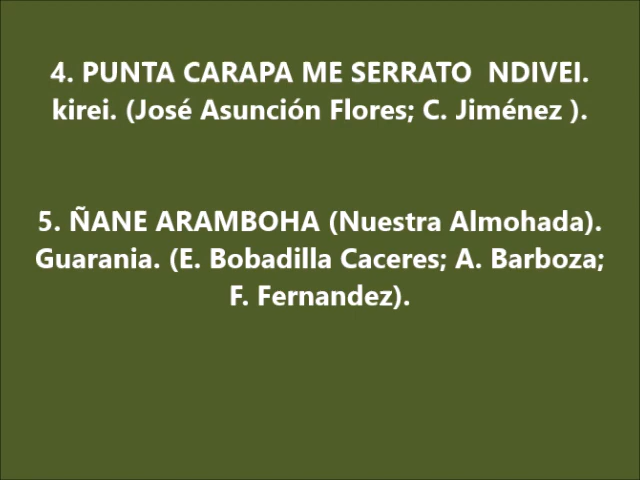 4. PUNTA CARAPA ME SERRATO  NDIVEI.
kirei. (José Asunción Flores; C. Jiménez ).
5. ÑANE ARAMBOHA (Nuestra Almohada).
Guarania. (E. Bobadilla Caceres; A. Barboza;
F. Fernandez).